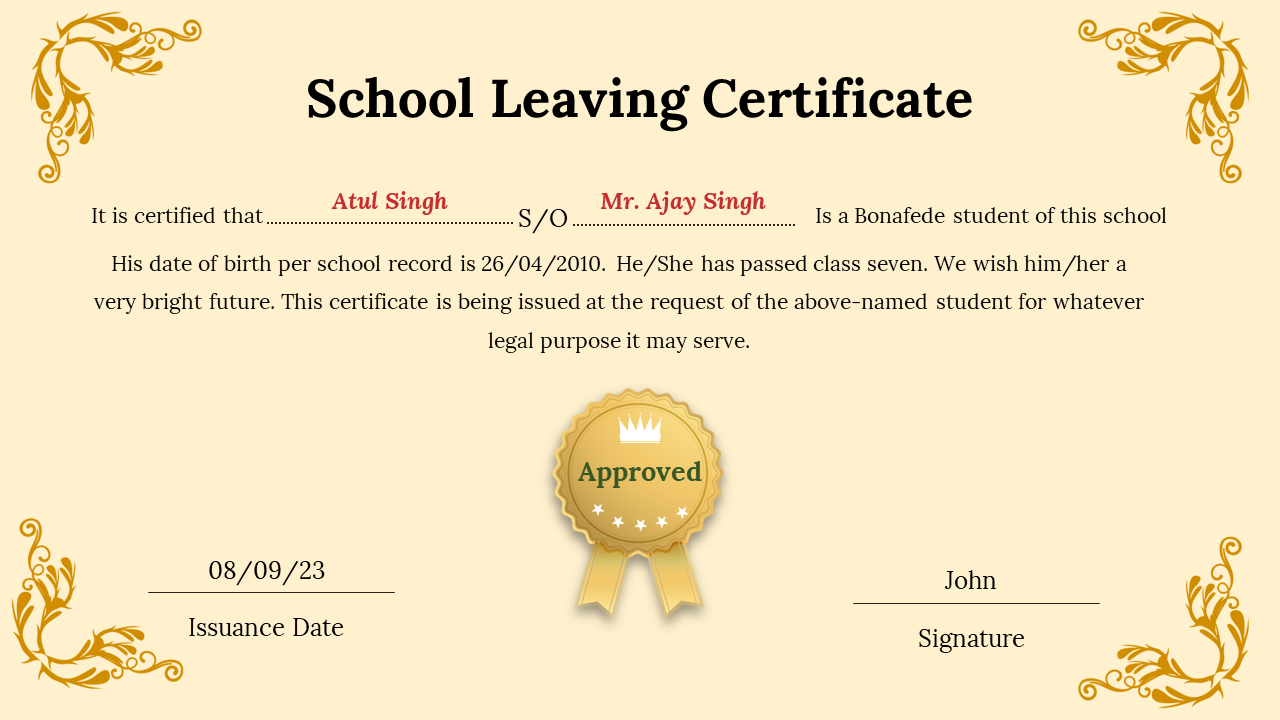 School Leaving Certificate
It is certified that Atul Singh S/O Mr. Ajay Singh Is a Bonafede student of this school
His date of birth per school record is 26/04/2010. He/She has passed class seven. We wish him/her a
very bright future. This certificate is being issued at the request of the above-named student for whatever
legal purpose it may serve.
Approved
08/09/23
Issuance Date
John
Signature